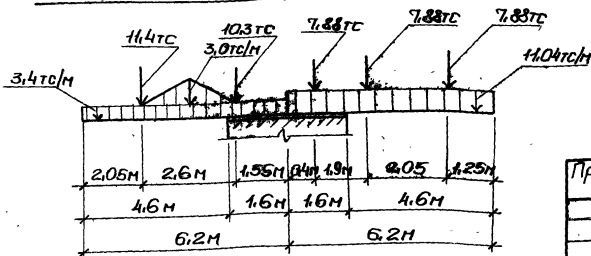 11,4тс
10,3тс
3,0тс/м
7,88тс
7,88тс
7,88тс
3,4тс/м
11,04тс/м
2,05м
2,6м
1,55м
0,4м
1,9м
2,05
1,25м
4,6м
1,6м
1,6м
4,6м
6,2м
6,2м